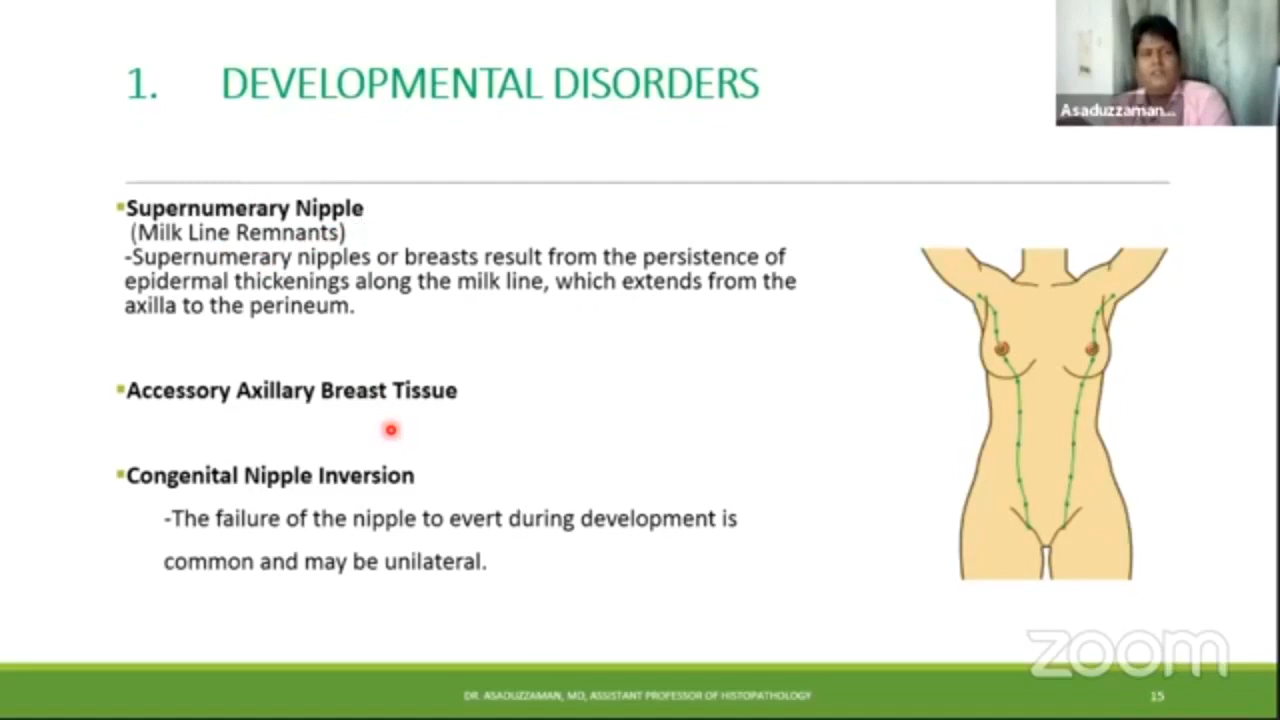 1. DEVELOPMENTAL DISORDERS
Asaduzzaman...
▪Supernumerary Nipple
(Milk Line Remnants)
-Supernumerary nipples or breasts result from the persistence of
epidermal thickenings along the milk line, which extends from the
axilla to the perineum.
▪Accessory Axillary Breast Tissue
▪Congenital Nipple Inversion
-The failure of the nipple to evert during development is
common and may be unilateral.
zoom
DR. ASADUZZAMAN, MD, ASSISTANT PROFESSOR OF HISTOPATHOLOGY
15